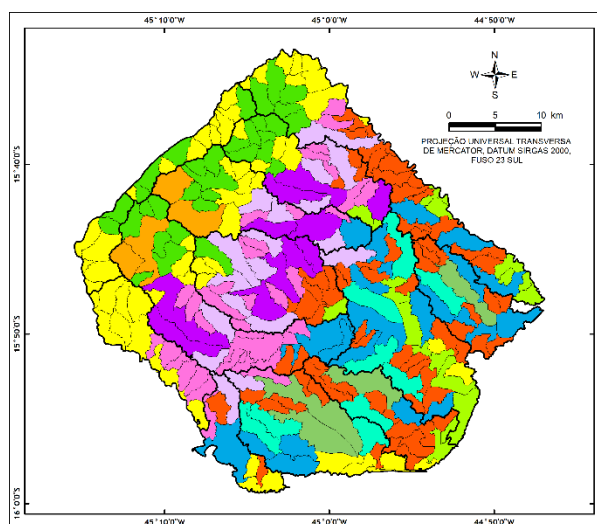 45°10'0"W 45°0'0"W 44°50'0"W
N
W E
S
0 5 10
km
PROJEÇÃO UNIVERSAL TRANSVERSA
DE MERCATOR, DATUM SIRGAS 2000,
FUSO 23 SUL
15°40'0"S
15°50'0"S
16°0'0"S
45°10'0"W 45°0'0"W 44°50'0"W